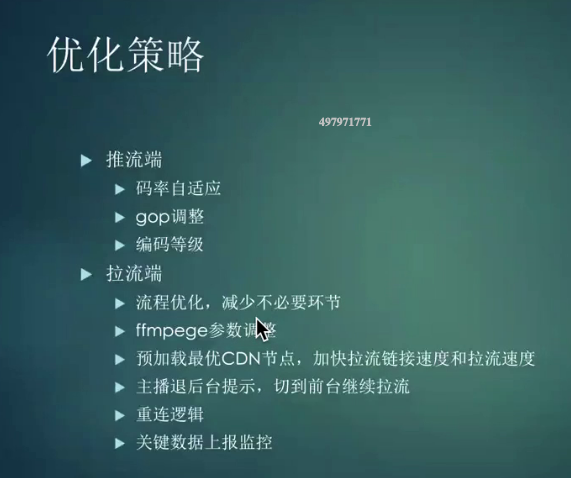 优化策略
497971771
推流端
码率自适应
gop调整
编码等级
拉流端
流程优化，减少不必要环节
ffmpege参数调整
预加载最优CDN节点，加快拉流链接速度和拉流速度
主播退后台提示，切到前台继续拉流
重连逻辑
关键数据上报监控